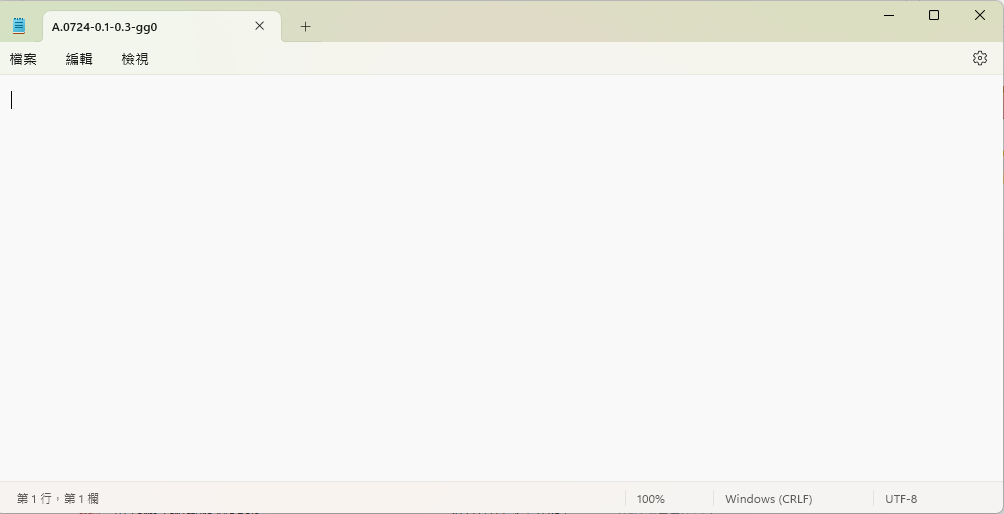 A.0724-0.1-0.3-gg0
檔案 編輯 檢視
第 1 行，第 1 欄 100% Windows (CRLF) UTF-8